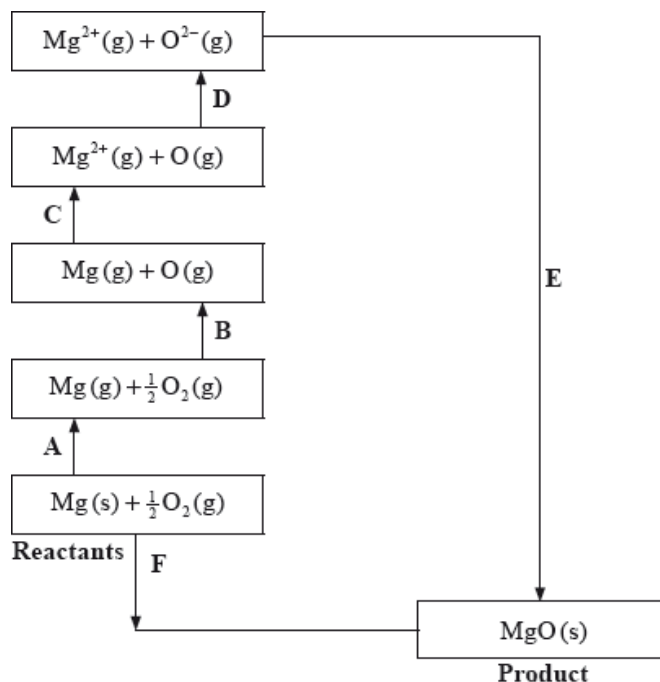 Mg²⁺(g) + O²⁻(g)
D
Mg²⁺(g) + O(g)
C
Mg(g) + O(g)
E
B
Mg(g) + ½O₂(g)
A
Mg(s) + ½O₂(g)
Reactants
F
MgO(s)
Product